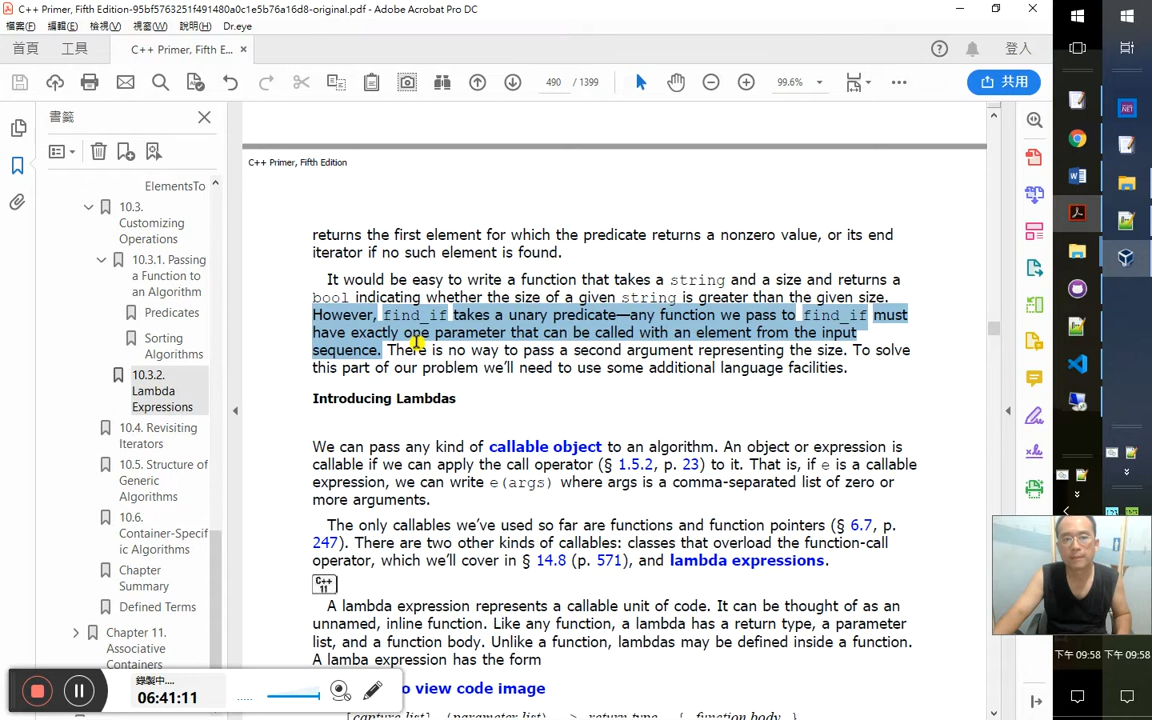 C++ Primer, Fifth Edition-95bf5763251f491480a0c1e5b76a16d8-original.pdf - Adobe Acrobat Pro DC
檔案(F) 編輯(E) 檢視(V) 視窗(W) 說明(H) Dr.eye
首頁 工具 C++ Primer, Fifth E... × 登入
490 / 1399 99.6% 共用
書籤
ElementsTo
10.3.
Customizing
Operations
10.3.1. Passing
a Function to
an Algorithm
Predicates
Sorting
Algorithms
10.3.2.
Lambda
Expressions
10.4. Revisiting
Iterators
10.5. Structure of
Generic
Algorithms
10.6.
Container-Specif
ic Algorithms
Chapter
Summary
Defined Terms
Chapter 11.
Associative
Containers
C++ Primer, Fifth Edition
returns the first element for which the predicate returns a nonzero value, or its end
iterator if no such element is found.
It would be easy to write a function that takes a string and a size and returns a
bool indicating whether the size of a given string is greater than the given size.
However, find_if takes a unary predicate—any function we pass to find_if must
have exactly one parameter that can be called with an element from the input
sequence. There is no way to pass a second argument representing the size. To solve
this part of our problem we'll need to use some additional language facilities.
Introducing Lambdas
We can pass any kind of callable object to an algorithm. An object or expression is
callable if we can apply the call operator (§ 1.5.2, p. 23) to it. That is, if e is a callable
expression, we can write e(args) where args is a comma-separated list of zero or
more arguments.
The only callables we've used so far are functions and function pointers (§ 6.7, p.
247). There are two other kinds of callables: classes that overload the function-call
operator, which we'll cover in § 14.8 (p. 571), and lambda expressions.
C++
11
A lambda expression represents a callable unit of code. It can be thought of as an
unnamed, inline function. Like any function, a lambda has a return type, a parameter
list, and a function body. Unlike a function, lambdas may be defined inside a function.
A lamba expression has the form
o view code image
[capture list] (parameter list) -> return type { function body }
錄製中....
06:41:11
.NET
下午 09:58 下午 09:58